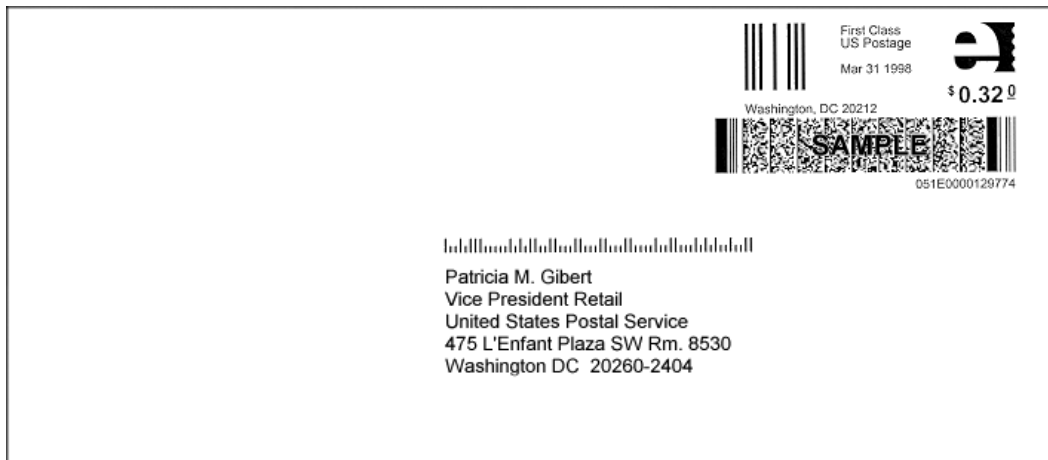 First Class
US Postage
Mar 31 1998
e
$0.32 0
Washington, DC 20212
SAMPLE
051E0000129774
Patricia M. Gibert
Vice President Retail
United States Postal Service
475 L'Enfant Plaza SW Rm. 8530
Washington DC  20260-2404